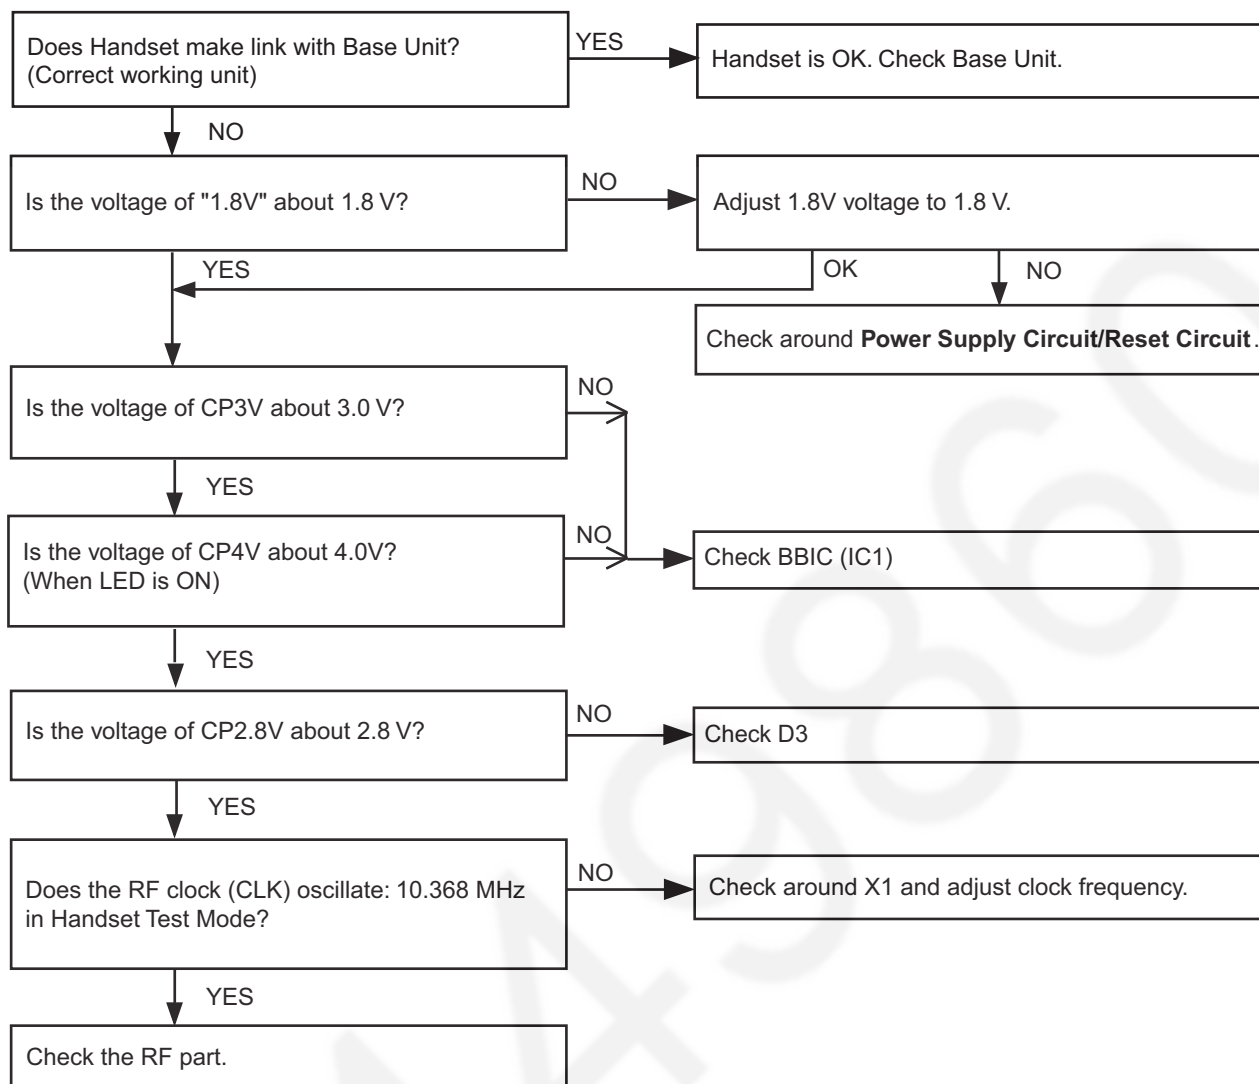 Does Handset make link with Base Unit?
(Correct working unit)
YES
Handset is OK. Check Base Unit.
NO
Is the voltage of "1.8V" about 1.8 V?
NO
Adjust 1.8V voltage to 1.8 V.
YES
OK
NO
Check around Power Supply Circuit/Reset Circuit.
Is the voltage of CP3V about 3.0 V?
NO
YES
Is the voltage of CP4V about 4.0V?
(When LED is ON)
NO
Check BBIC (IC1)
YES
Is the voltage of CP2.8V about 2.8 V?
NO
Check D3
YES
Does the RF clock (CLK) oscillate: 10.368 MHz
in Handset Test Mode?
NO
Check around X1 and adjust clock frequency.
YES
Check the RF part.
49860